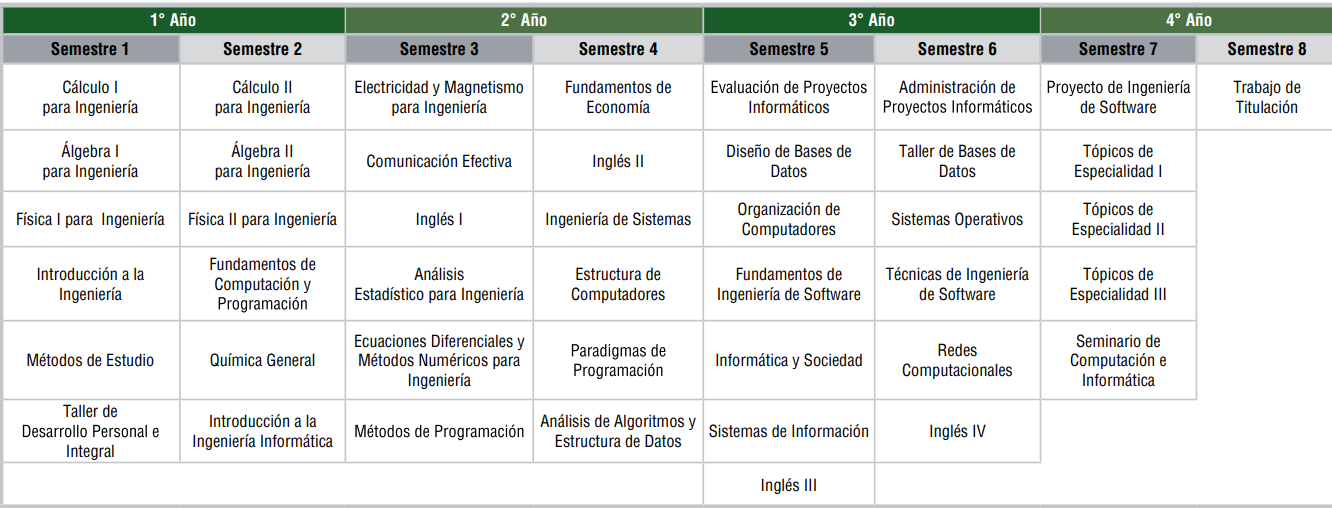 1° Año
2° Año
3° Año
4° Año
Semestre 1
Semestre 2
Semestre 3
Semestre 4
Semestre 5
Semestre 6
Semestre 7
Semestre 8
Cálculo I
para Ingeniería
Cálculo II
para Ingeniería
Electricidad y Magnetismo
para Ingeniería
Fundamentos de
Economía
Evaluación de Proyectos
Informáticos
Administración de
Proyectos Informáticos
Proyecto de Ingeniería
de Software
Trabajo de
Titulación
Álgebra I
para Ingeniería
Álgebra II
para Ingeniería
Comunicación Efectiva
Inglés II
Diseño de Bases de
Datos
Taller de Bases de
Datos
Tópicos de
Especialidad I
Física I para Ingeniería
Física II para Ingeniería
Inglés I
Ingeniería de Sistemas
Organización de
Computadores
Sistemas Operativos
Tópicos de
Especialidad II
Introducción a la
Ingeniería
Fundamentos de
Computación y
Programación
Análisis
Estadístico para Ingeniería
Estructura de
Computadores
Fundamentos de
Ingeniería de Software
Técnicas de Ingeniería
de Software
Tópicos de
Especialidad III
Métodos de Estudio
Química General
Ecuaciones Diferenciales y
Métodos Numéricos para
Ingeniería
Paradigmas de
Programación
Informática y Sociedad
Redes
Computacionales
Seminario de
Computación e
Informática
Taller de
Desarrollo Personal e
Integral
Introducción a la
Ingeniería Informática
Métodos de Programación
Análisis de Algoritmos y
Estructura de Datos
Sistemas de Información
Inglés IV
Inglés III